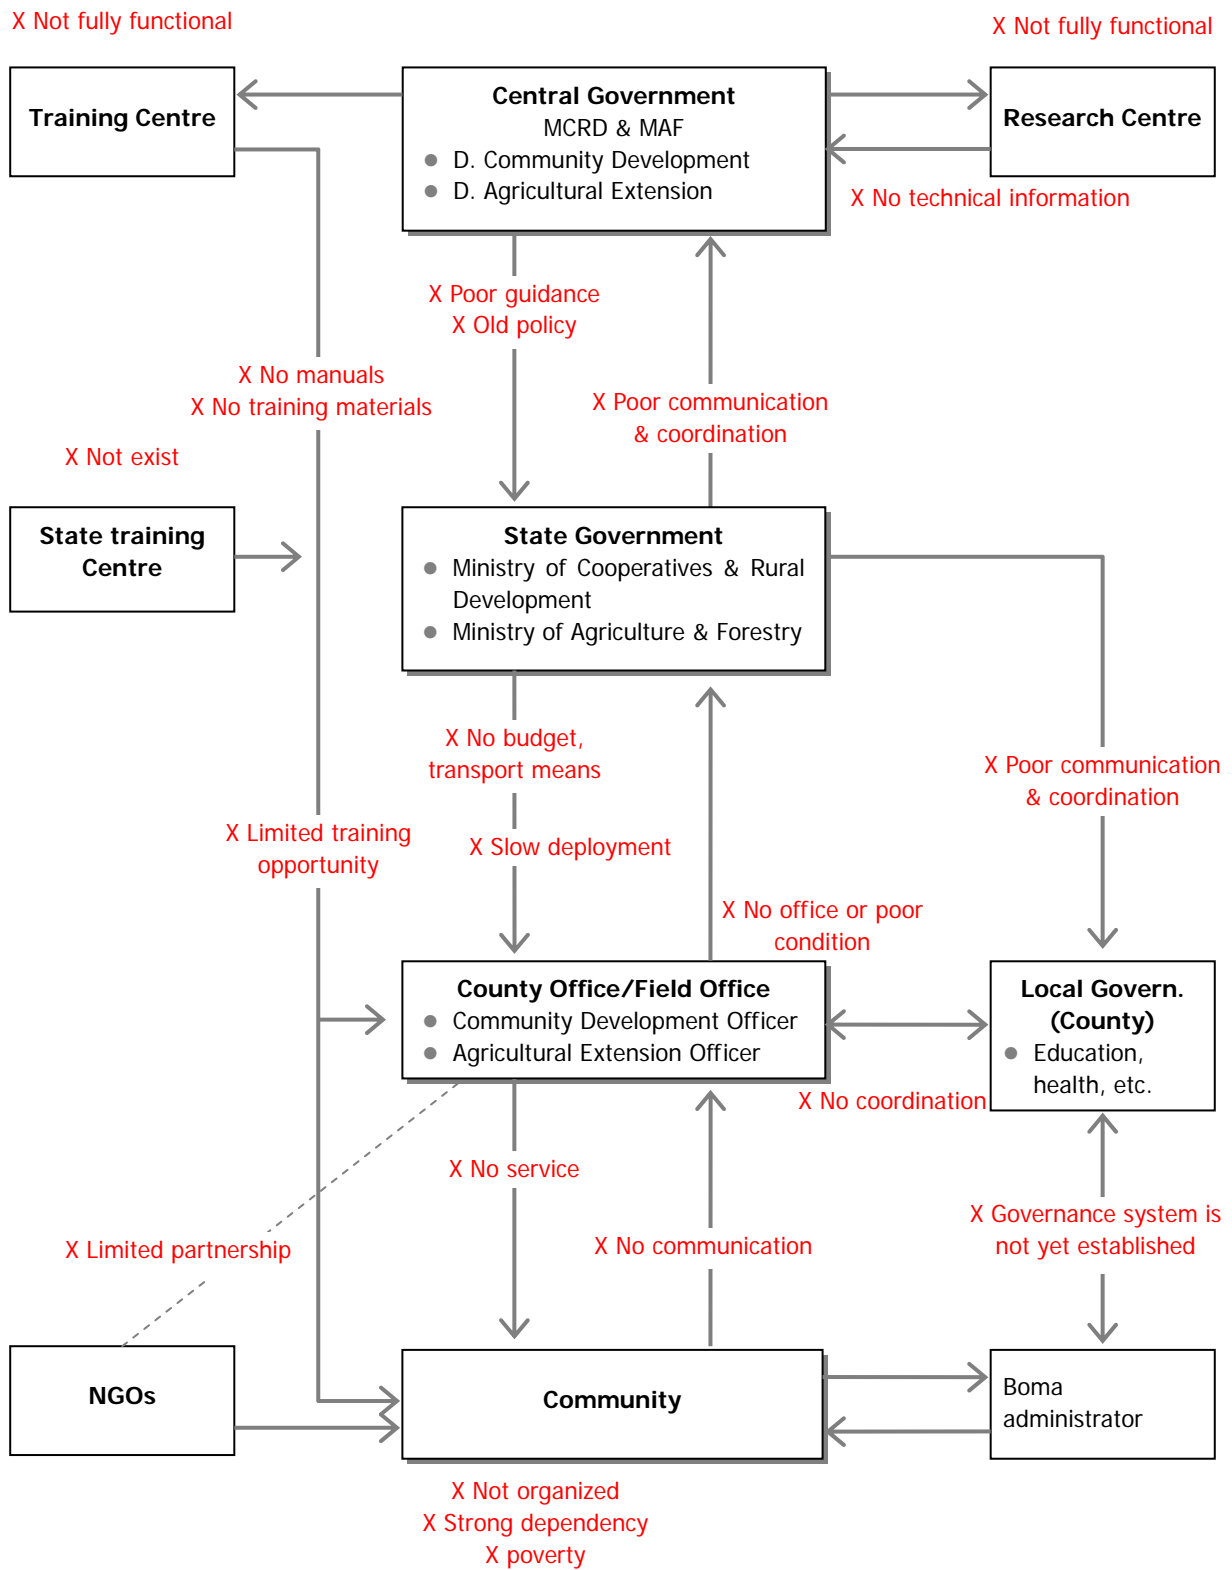 X Not fully functional
X Not fully functional
Training Centre
Central Government
MCRD & MAF
● D. Community Development
● D. Agricultural Extension
Research Centre
X No technical information
X Poor guidance
X Old policy
X No manuals
X No training materials
X Poor communication
& coordination
X Not exist
State training
Centre
State Government
● Ministry of Cooperatives & Rural
Development
● Ministry of Agriculture & Forestry
X No budget,
transport means
X Poor communication
& coordination
X Limited training
opportunity
X Slow deployment
X No office or poor
condition
County Office/Field Office
● Community Development Officer
● Agricultural Extension Officer
Local Govern.
(County)
● Education,
health, etc.
X No coordination
X No service
X Limited partnership
X No communication
X Governance system is
not yet established
NGOs
Community
Boma
administrator
X Not organized
X Strong dependency
X poverty